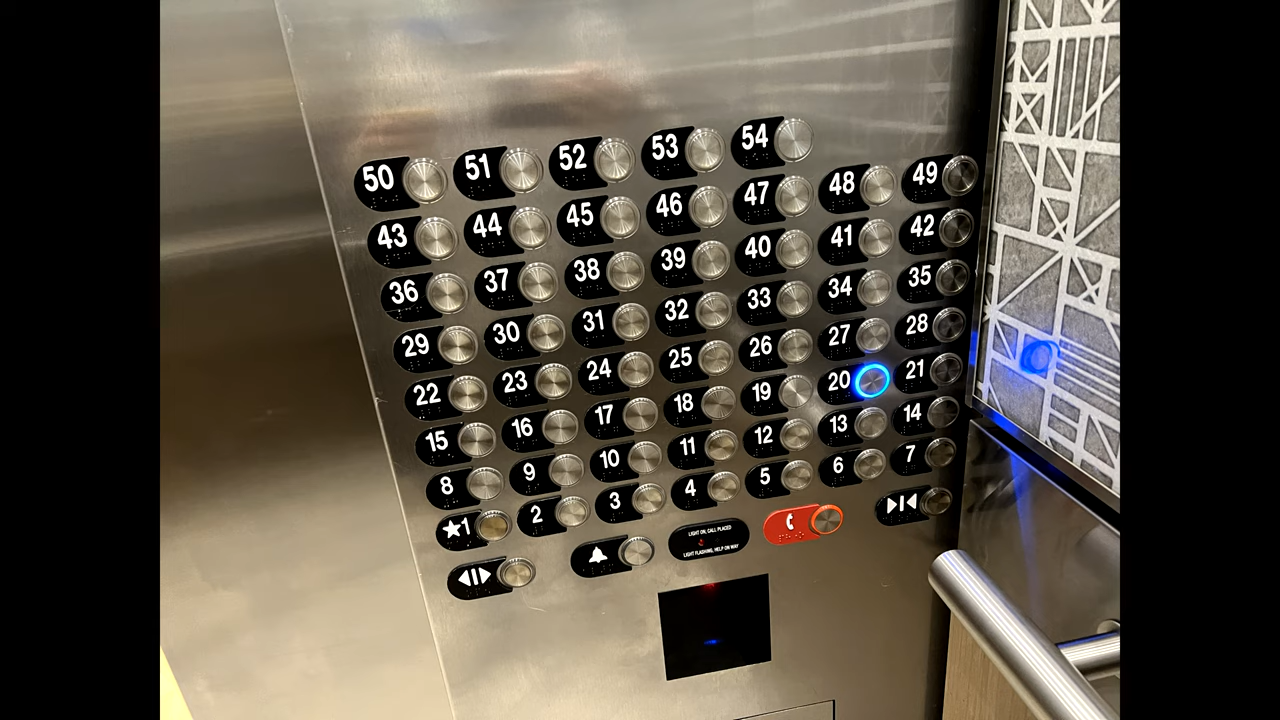 50 51 52 53 54
43 44 45 46 47 48 49
36 37 38 39 40 41 42
29 30 31 32 33 34 35
22 23 24 25 26 27 28
15 16 17 18 19 20 21
8 9 10 11 12 13 14
★1 2 3 4 5 6 7
LIGHT ON, CALL PLACED
LIGHT FLASHING, HELP ON WAY